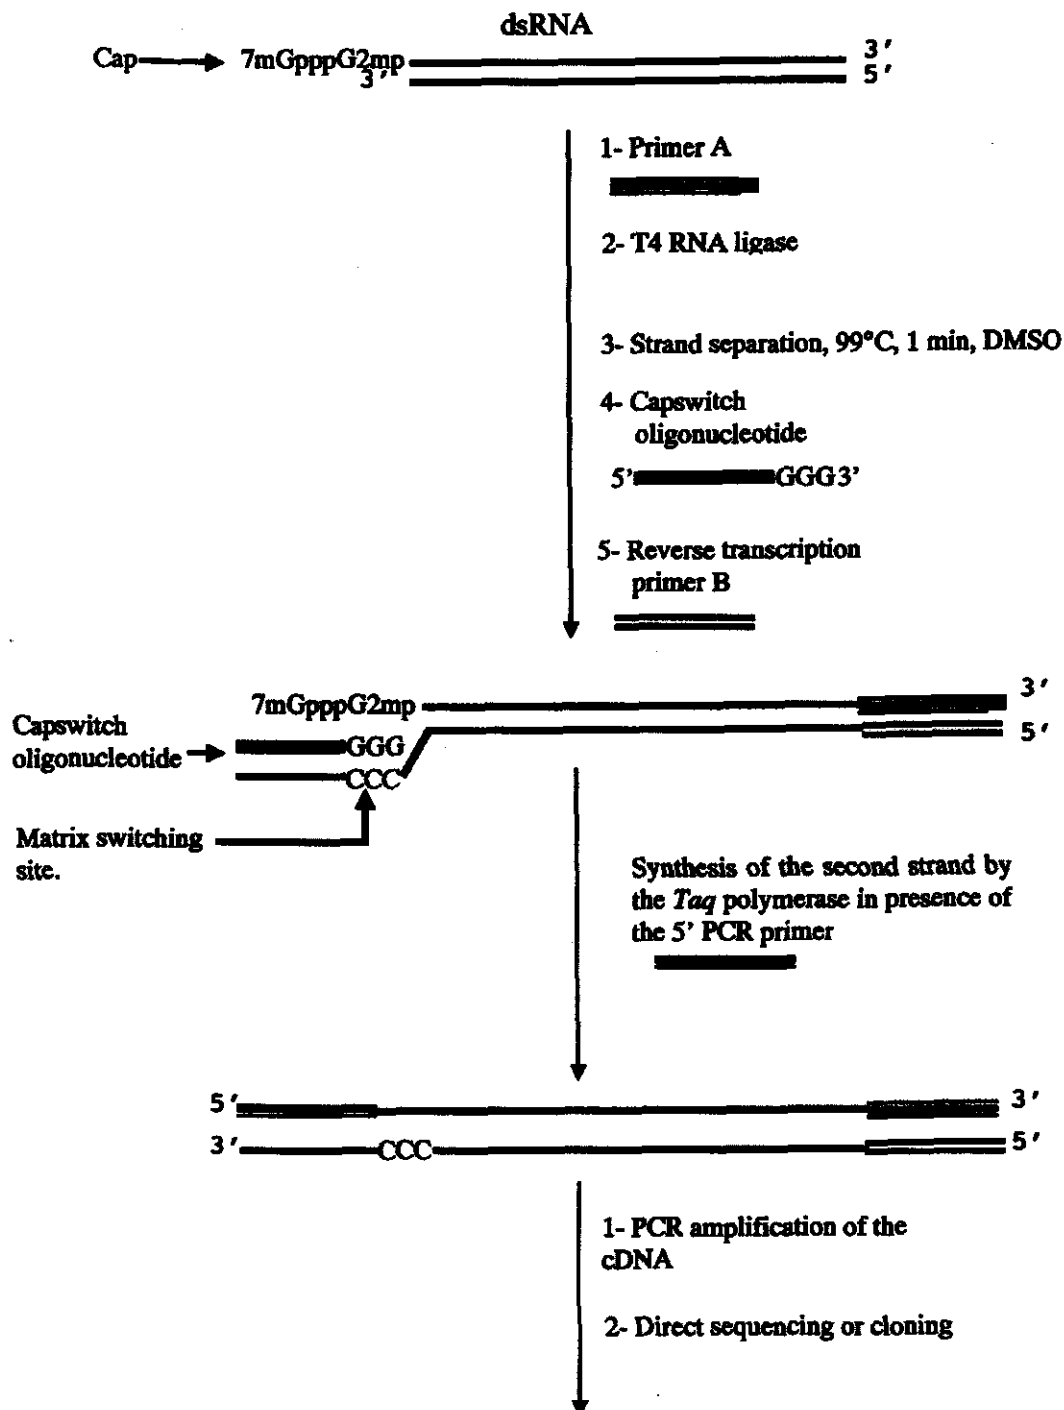 dsRNA
Cap 7mGpppG2mp 3'
3' 5'
1- Primer A
2- T4 RNA ligase
3- Strand separation, 99°C, 1 min, DMSO
4- Capswitch
oligonucleotide
5' GGG3'
5- Reverse transcription
primer B
7mGpppG2mp 3'
Capswitch
oligonucleotide GGG 5'
CCC
Matrix switching
site.
Synthesis of the second strand by
the Taq polymerase in presence of
the 5' PCR primer
5' 3'
3' CCC 5'
1- PCR amplification of the
cDNA
2- Direct sequencing or cloning